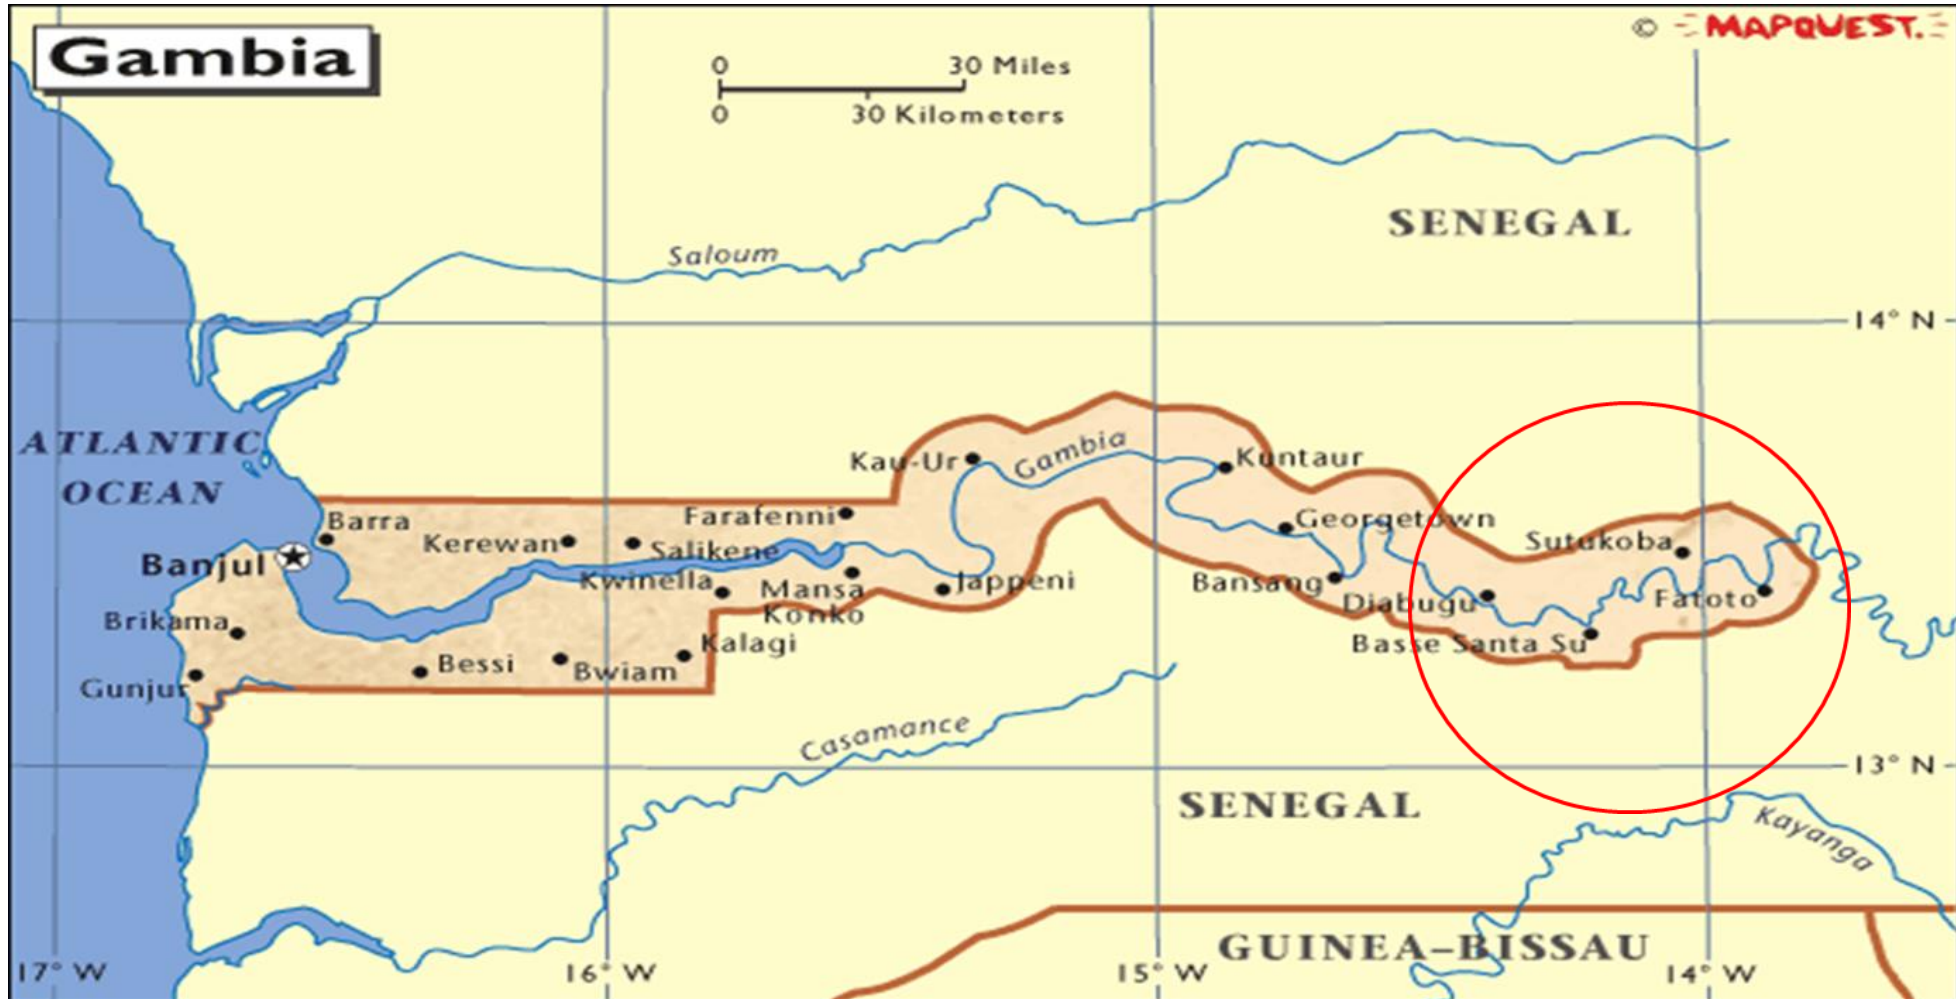 Gambia
© MAPQUEST.
0 30 Miles
0 30 Kilometers
SENEGAL
Saloum
14° N
ATLANTIC
OCEAN
Kau-Ur
Gambia
Kuntaur
Barra
Farafenni
Georgetown
Kerewan
Salikene
Sutukoba
Banjul
Kwinella
Mansa
Konko
Jappeni
Bansang
Diabugu
Fatoto
Brikama
Kalagi
Basse Santa Su
Bessi
Bwiam
Gunjur
Casamance
13° N
SENEGAL
Kayanga
GUINEA-BISSAU
17° W
16° W
15° W
14° W